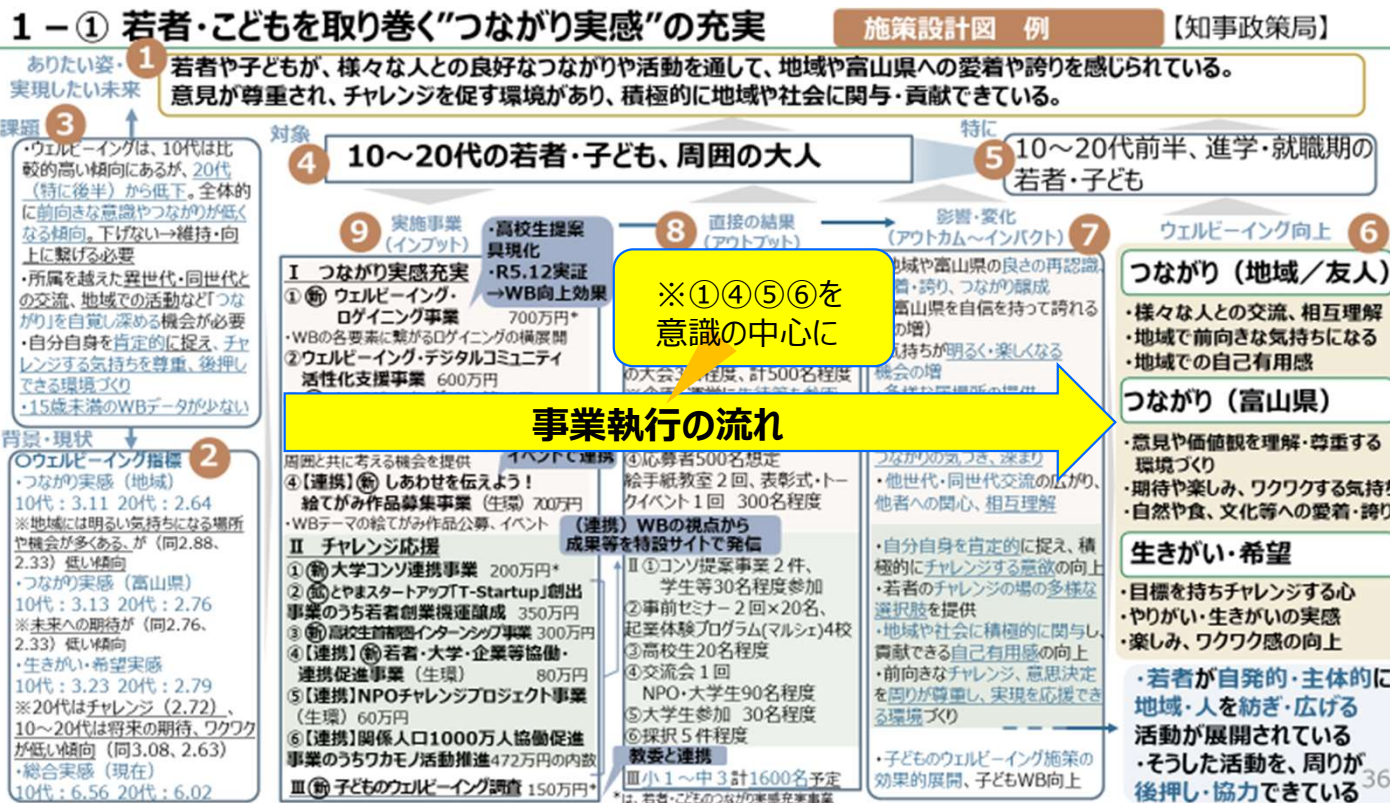 1－① 若者・こどもを取り巻く”つながり実感”の充実
施策設計図 例
【知事政策局】
ありたい姿・
実現したい未来
1
若者や子どもが、様々な人との良好なつながりや活動を通して、地域や富山県への愛着や誇りを感じられている。
意見が尊重され、チャレンジを促す環境があり、積極的に地域や社会に関与・貢献できている。
課題
3
・ウェルビーイングは、10代は比
較的高い傾向にあるが、20代
（特に後半）から低下。全体的
に前向きな意識やつながりが低く
なる傾向。下げない→維持・向
上に繋げる必要
・所属を越えた異世代・同世代と
の交流、地域での活動など「つな
がり」を自覚し深める機会が必要
・自分自身を肯定的に捉え、チャ
レンジする気持ちを尊重、後押し
できる環境づくり
・15歳未満のWBデータが少ない
背景・現状
2
〇ウェルビーイング指標
・つながり実感（地域）
10代：3.11 20代：2.64
※地域には明るい気持ちになる場所
や機会が多くある、が（同2.88、
2.33）低い傾向
・つながり実感（富山県）
10代：3.13 20代：2.76
※未来への期待が（同2.76、
2.33）低い傾向
・生きがい・希望実感
10代：3.23 20代：2.79
※20代はチャレンジ（2.72）、
10～20代は将来の期待、ワクワク
が低い傾向（同3.08、2.63）
・総合実感（現在）
10代：6.56 20代：6.02
対象
4
10～20代の若者・子ども、周囲の大人
特に
5
10～20代前半、進学・就職期の
若者・子ども
9
実施事業
（インプット）
・高校生提案
具現化
・R5.12実証
→WB向上効果
Ⅰ つながり実感充実
①新 ウェルビーイング・
ロゲイニング事業 700万円*
・WBの各要素に繋がるロゲイニングの横展開
②ウェルビーイング・デジタルコミュニティ
活性化支援事業 600万円
周囲と共に考える機会を提供
イベントで連携
④【連携】新 しあわせを伝えよう！
絵てがみ作品募集事業（生環）700万円
・WBテーマの絵てがみ作品公募、イベント
（連携）WBの視点から
成果等を特設サイトで発信
Ⅱ チャレンジ応援
①新 大学コンソ連携事業 200万円*
②拡 とやまスタートアップ「T-Startup」創出
事業のうち若者創業機運醸成 350万円
③新 高校生首都圏インターンシップ事業 300万円
④【連携】新 若者・大学・企業等協働・
連携促進事業（生環） 80万円
⑤【連携】NPOチャレンジプロジェクト事業
（生環）60万円
⑥【連携】関係人口1000万人協働促進
事業のうちワカモノ活動推進472万円の内数
Ⅲ新 子どものウェルビーイング調査 150万円*
8
直接の結果
（アウトプット）
※①④⑤⑥を
意識の中心に
程度、計500名程度
事業執行の流れ
④応募者500名想定
絵手紙教室２回、表彰式・トー
クイベント１回 300名程度
Ⅱ①コンソ提案事業２件、
学生等30名程度参加
②事前セミナー２回×20名、
起業体験プログラム(マルシェ)4校
③高校生20名程度
④交流会１回
NPO・大学生90名程度
⑤大学生参加 30名程度
⑥採択５件程度
教委と連携
Ⅲ小１～中３計1600名予定
*は、若者・こどものつながり実感充実事業
影響・変化
（アウトカム～インパクト）
7
地域や富山県の良さの再認識、
着・誇り、つながり醸成
富山県を自信を持って誇れる
の増）
気持ちが明るく・楽しくなる
機会の増
つながりの気づき、深まり
・他世代・同世代交流の広がり、
他者への関心、相互理解
・自分自身を肯定的に捉え、積
極的にチャレンジする意欲の向上
・若者のチャレンジの場の多様な
選択肢を提供
・地域や社会に積極的に関与し、
貢献できる自己有用感の向上
・前向きなチャレンジ、意思決定
を周りが尊重し、実現を応援でき
る環境づくり
・子どものウェルビーイング施策の
効果的展開、子どもWB向上
ウェルビーイング向上
6
つながり（地域／友人）
・様々な人との交流、相互理解
・地域で前向きな気持ちになる
・地域での自己有用感
つながり（富山県）
・意見や価値観を理解・尊重する
環境づくり
・期待や楽しみ、ワクワクする気持ち
・自然や食、文化等への愛着・誇り
生きがい・希望
・目標を持ちチャレンジする心
・やりがい・生きがいの実感
・楽しみ、ワクワク感の向上
・若者が自発的・主体的に
地域・人を紡ぎ・広げる
活動が展開されている
・そうした活動を、周りが
後押し・協力できている
36